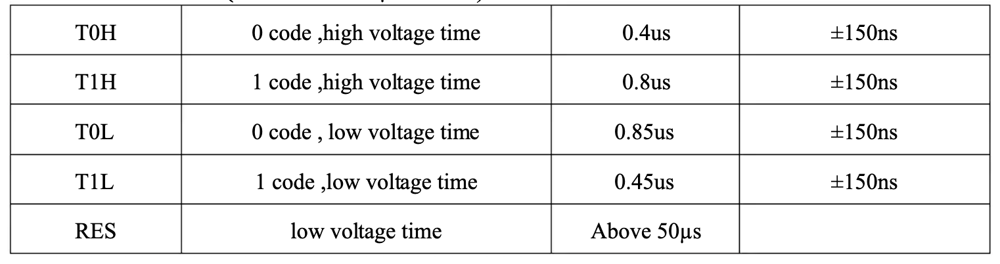 T0H 0 code ,high voltage time 0.4us ±150ns
T1H 1 code ,high voltage time 0.8us ±150ns
T0L 0 code , low voltage time 0.85us ±150ns
T1L 1 code ,low voltage time 0.45us ±150ns
RES low voltage time Above 50µs